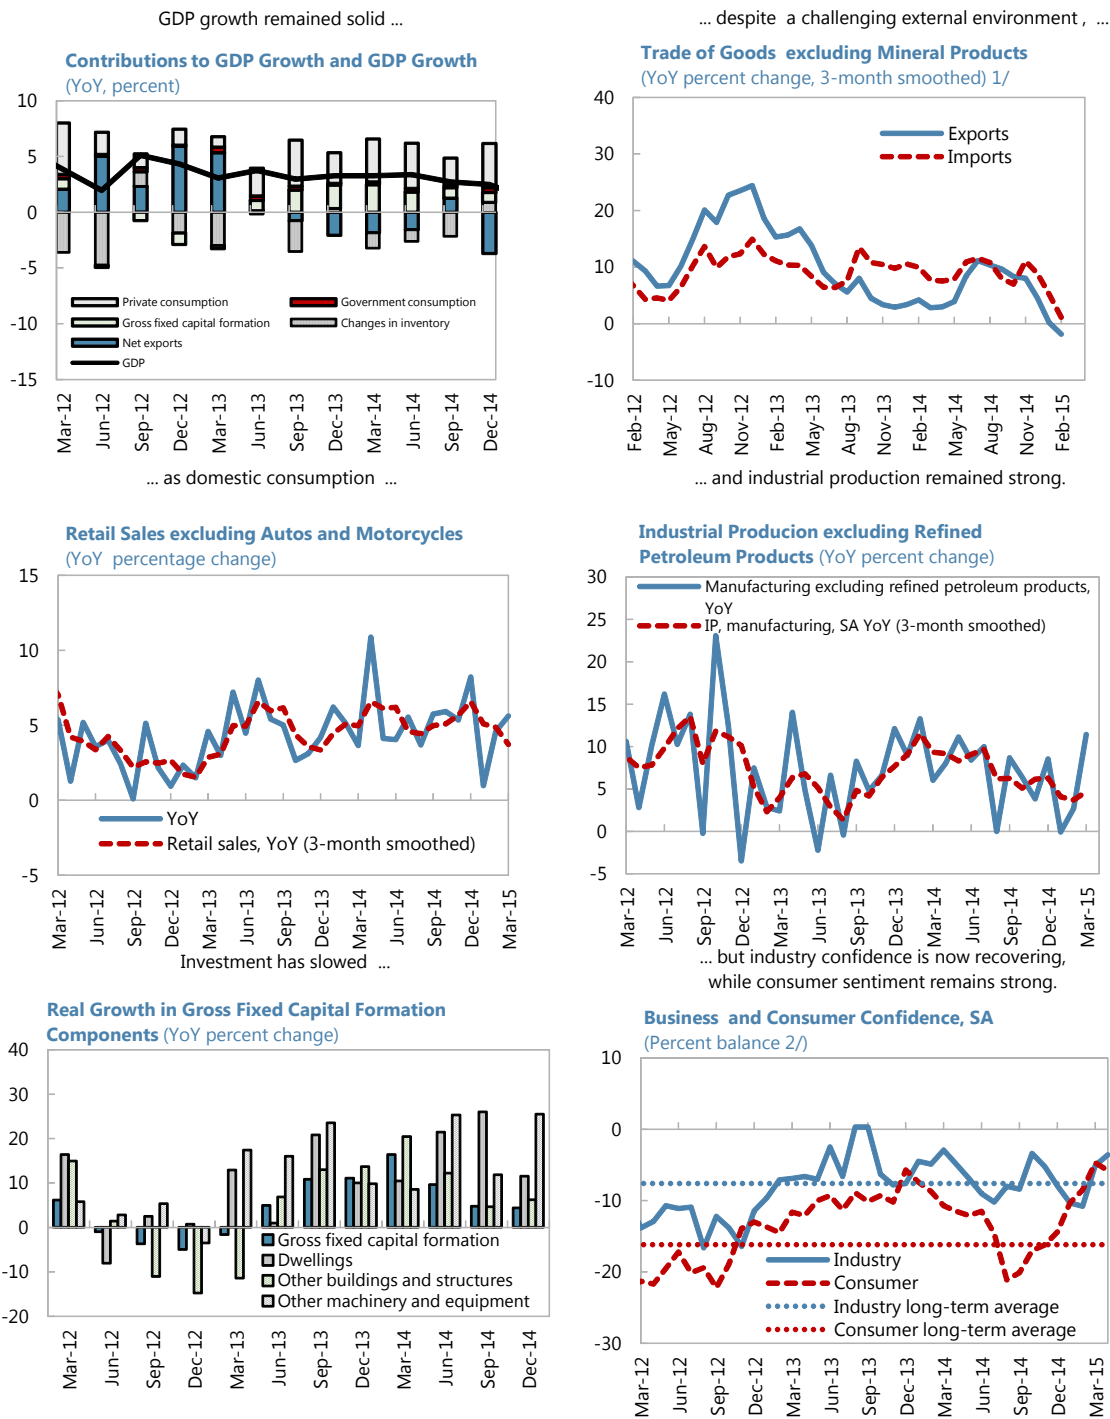 GDP growth remained solid ...
Contributions to GDP Growth and GDP Growth
(YoY, percent)
10
5
0
-5
-10
-15
Private consumption
Government consumption
Gross fixed capital formation
Changes in inventory
Net exports
GDP
Mar-12
Jun-12
Sep-12
Dec-12
Mar-13
Jun-13
Sep-13
Dec-13
Mar-14
Jun-14
Sep-14
Dec-14
... despite a challenging external environment , ...
Trade of Goods excluding Mineral Products
(YoY percent change, 3-month smoothed) 1/
40
30
20
10
0
-10
Exports
Imports
Feb-12
May-12
Aug-12
Nov-12
Feb-13
May-13
Aug-13
Nov-13
Feb-14
May-14
Aug-14
Nov-14
Feb-15
... as domestic consumption ...
Retail Sales excluding Autos and Motorcycles
(YoY percentage change)
15
10
5
0
-5
YoY
Retail sales, YoY (3-month smoothed)
Mar-12
Jun-12
Sep-12
Dec-12
Mar-13
Jun-13
Sep-13
Dec-13
Mar-14
Jun-14
Sep-14
Dec-14
Mar-15
... and industrial production remained strong.
Industrial Producion excluding Refined
Petroleum Products (YoY percent change)
30
25
20
15
10
5
0
-5
Manufacturing excluding refined petroleum products,
YoY
IP, manufacturing, SA YoY (3-month smoothed)
Mar-12
Jun-12
Sep-12
Dec-12
Mar-13
Jun-13
Sep-13
Dec-13
Mar-14
Jun-14
Sep-14
Dec-14
Mar-15
Investment has slowed ...
Real Growth in Gross Fixed Capital Formation
Components (YoY percent change)
40
30
20
10
0
-10
-20
Gross fixed capital formation
Dwellings
Other buildings and structures
Other machinery and equipment
Mar-12
Jun-12
Sep-12
Dec-12
Mar-13
Jun-13
Sep-13
Dec-13
Mar-14
Jun-14
Sep-14
Dec-14
... but industry confidence is now recovering,
while consumer sentiment remains strong.
Business and Consumer Confidence, SA
(Percent balance 2/)
10
0
-10
-20
-30
Industry
Consumer
Industry long-term average
Consumer long-term average
Mar-12
Jun-12
Sep-12
Dec-12
Mar-13
Jun-13
Sep-13
Dec-13
Mar-14
Jun-14
Sep-14
Dec-14
Mar-15